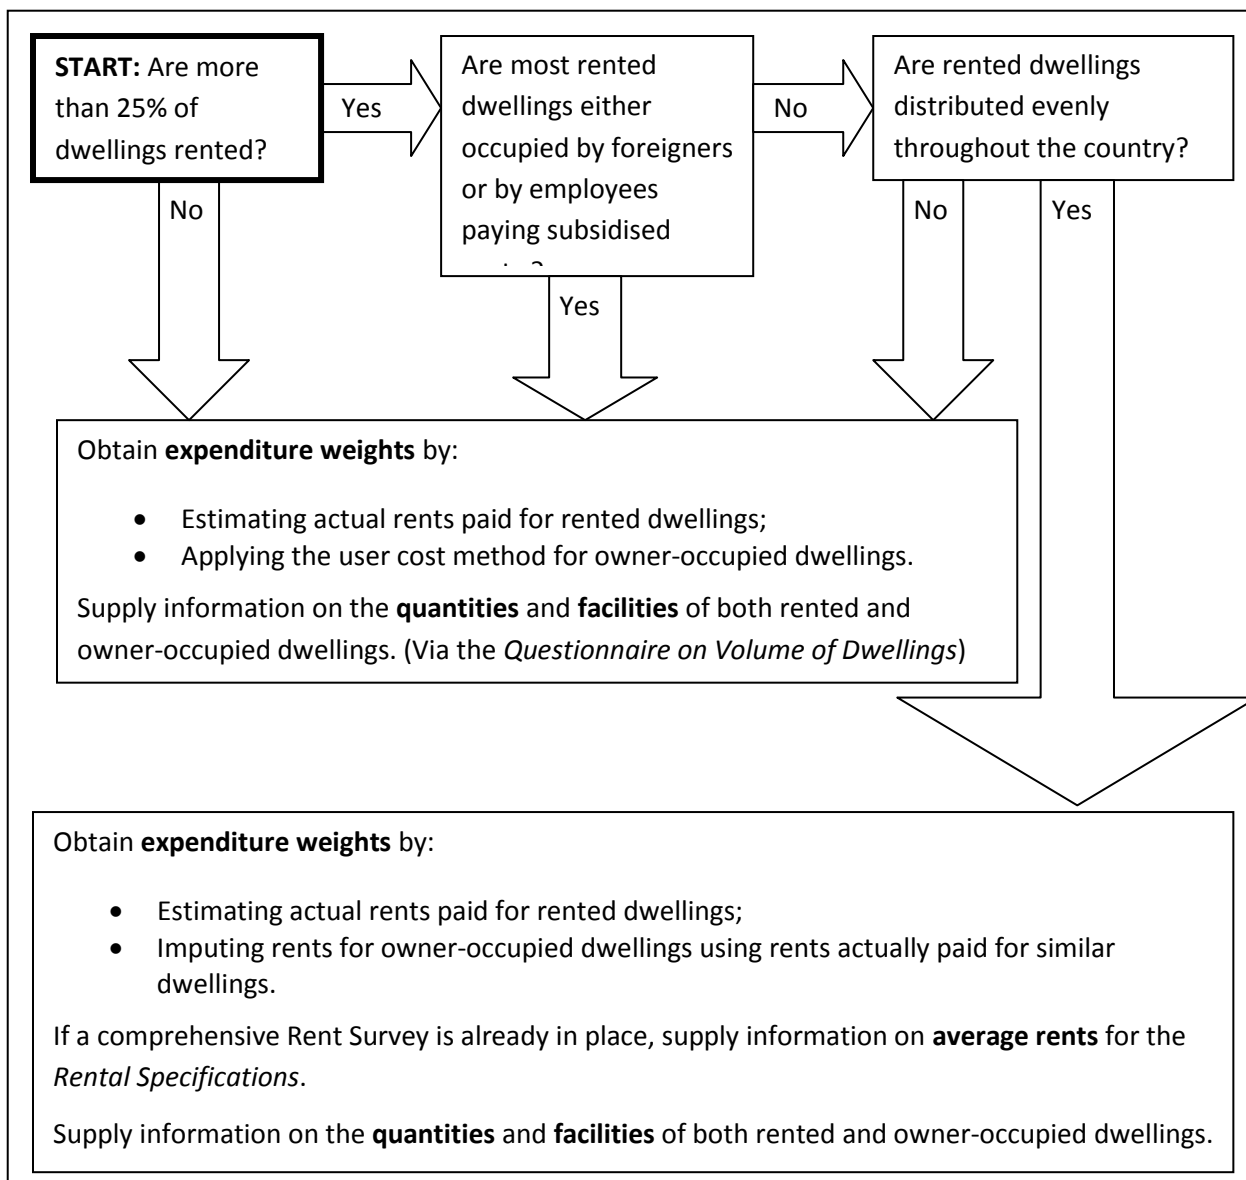 START: Are more
than 25% of
dwellings rented?
Yes
Are most rented
dwellings either
occupied by foreigners
or by employees
paying subsidised
No
Are rented dwellings
distributed evenly
throughout the country?
No
Yes
No
Yes
Obtain expenditure weights by:
• Estimating actual rents paid for rented dwellings;
• Applying the user cost method for owner-occupied dwellings.
Supply information on the quantities and facilities of both rented and
owner-occupied dwellings. (Via the Questionnaire on Volume of Dwellings)
Obtain expenditure weights by:
• Estimating actual rents paid for rented dwellings;
• Imputing rents for owner-occupied dwellings using rents actually paid for similar
dwellings.
If a comprehensive Rent Survey is already in place, supply information on average rents for the
Rental Specifications.
Supply information on the quantities and facilities of both rented and owner-occupied dwellings.